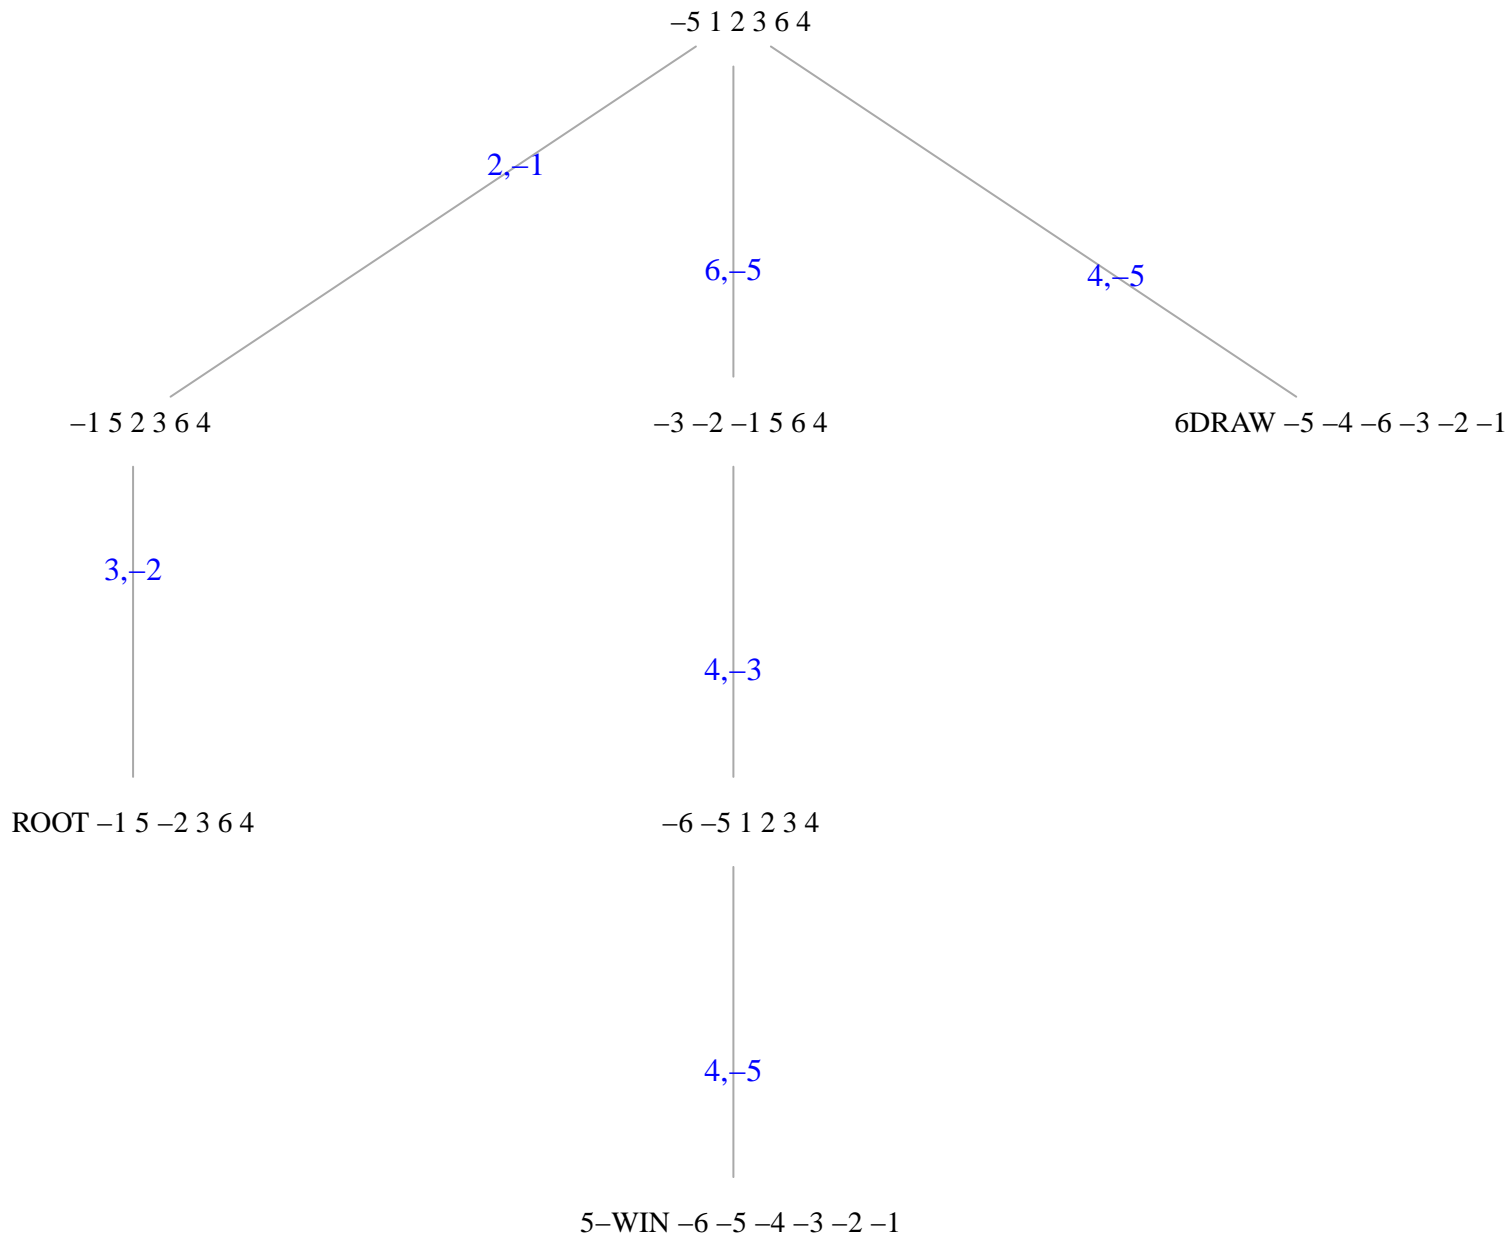 –5 1 2 3 6 4
2,–1
6,–5
4,–5
–1 5 2 3 6 4
–3 –2 –1 5 6 4
6DRAW –5 –4 –6 –3 –2 –1
3,–2
4,–3
ROOT –1 5 –2 3 6 4
–6 –5 1 2 3 4
4,–5
5–WIN –6 –5 –4 –3 –2 –1